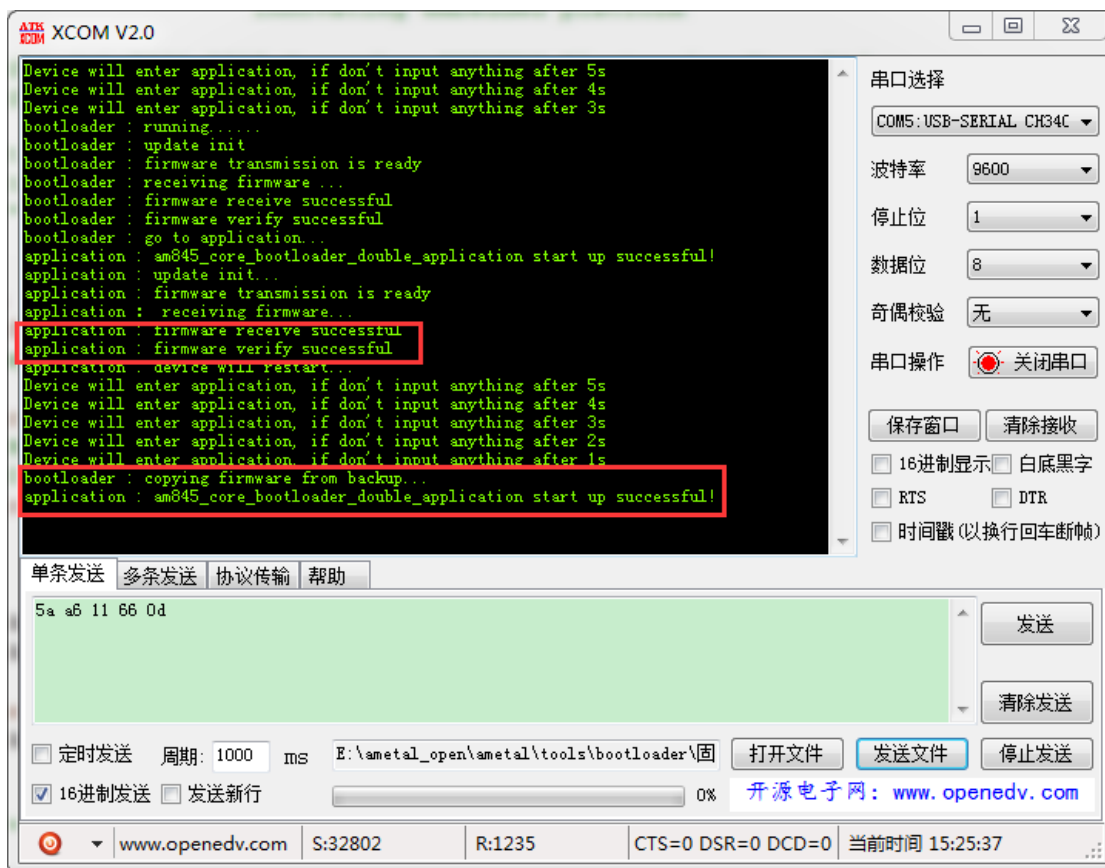 ATK
XCOM
XCOM V2.0
Device will enter application, if don't input anything after 5s
Device will enter application, if don't input anything after 4s
Device will enter application, if don't input anything after 3s
bootloader : running......
bootloader : update init
bootloader : firmware transmission is ready
bootloader : receiving firmware ...
bootloader : firmware receive successful
bootloader : firmware verify successful
bootloader : go to application...
application : am845_core_bootloader_double_application start up successful!
application : update init...
application : firmware transmission is ready
application :  receiving firmware...
application : firmware receive successful
application : firmware verify successful
application : device will restart...
Device will enter application, if don't input anything after 5s
Device will enter application, if don't input anything after 4s
Device will enter application, if don't input anything after 3s
Device will enter application, if don't input anything after 2s
Device will enter application, if don't input anything after 1s
bootloader : copying firmware from backup...
application : am845_core_bootloader_double_application start up successful!
串口选择
COM5:USB-SERIAL CH34C
波特率 9600
停止位 1
数据位 8
奇偶校验 无
串口操作 关闭串口
保存窗口 清除接收
16进制显示 白底黑字
RTS DTR
时间戳(以换行回车断帧)
单条发送 多条发送 协议传输 帮助
5a a6 11 66 0d
发送
清除发送
定时发送 周期: 1000 ms E:\ametal_open\ametal\tools\bootloader\固 打开文件 发送文件 停止发送
16进制发送 发送新行 0% 开源电子网: www.openedv.com
www.openedv.com S:32802 R:1235 CTS=0 DSR=0 DCD=0 当前时间 15:25:37